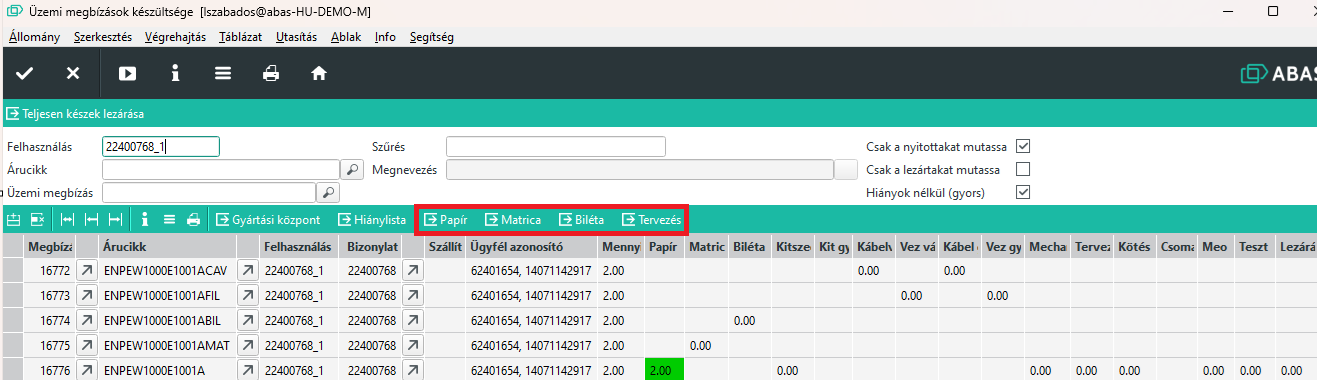 Üzemi megbízások készültsége [lszabados@abas-HU-DEMO-M]
Állomány Szerkesztés Végrehajtás Táblázat Utasítás Ablak Info Segítség
ABAS
Teljesen készek lezárása
Felhasználás 22400768_1 Szűrés Csak a nyitottakat mutassa
Árucikk Megnevezés Csak a lezártakat mutassa
Üzemi megbízás Hiányok nélkül (gyors)
Gyártási központ Hiánylista Papír Matrica Biléta Tervezés
Megbízá Árucikk Felhasználás Bizonylat Szállít Ügyfél azonosító Menny Papír Matric Biléta Kitsze Kit gy Kábelv Vez vá Kábel Vez gy Mecha Terve Kötés Csoma Meo Teszt Lezárá
16772 ENPEW1000E1001ACAV 22400768_1 22400768 62401654, 14071142917 2.00 0.00 0.00
16773 ENPEW1000E1001AFIL 22400768_1 22400768 62401654, 14071142917 2.00 0.00 0.00
16774 ENPEW1000E1001ABIL 22400768_1 22400768 62401654, 14071142917 2.00 0.00
16775 ENPEW1000E1001AMAT 22400768_1 22400768 62401654, 14071142917 2.00 0.00
16776 ENPEW1000E1001A 22400768_1 22400768 62401654, 14071142917 2.00 2.00 0.00 0.00 0.00 0.00 0.00 0.00 0.00